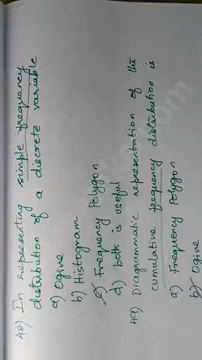 48) In representing simple frequency
distribution of a discrete variable
a) Ogive
b) Histogram
c) Frequency Polygon
d) both is useful
49) Diagrammatic representation of the
cumulative frequency distribution is
a) Frequency Polygon
b) Ogive